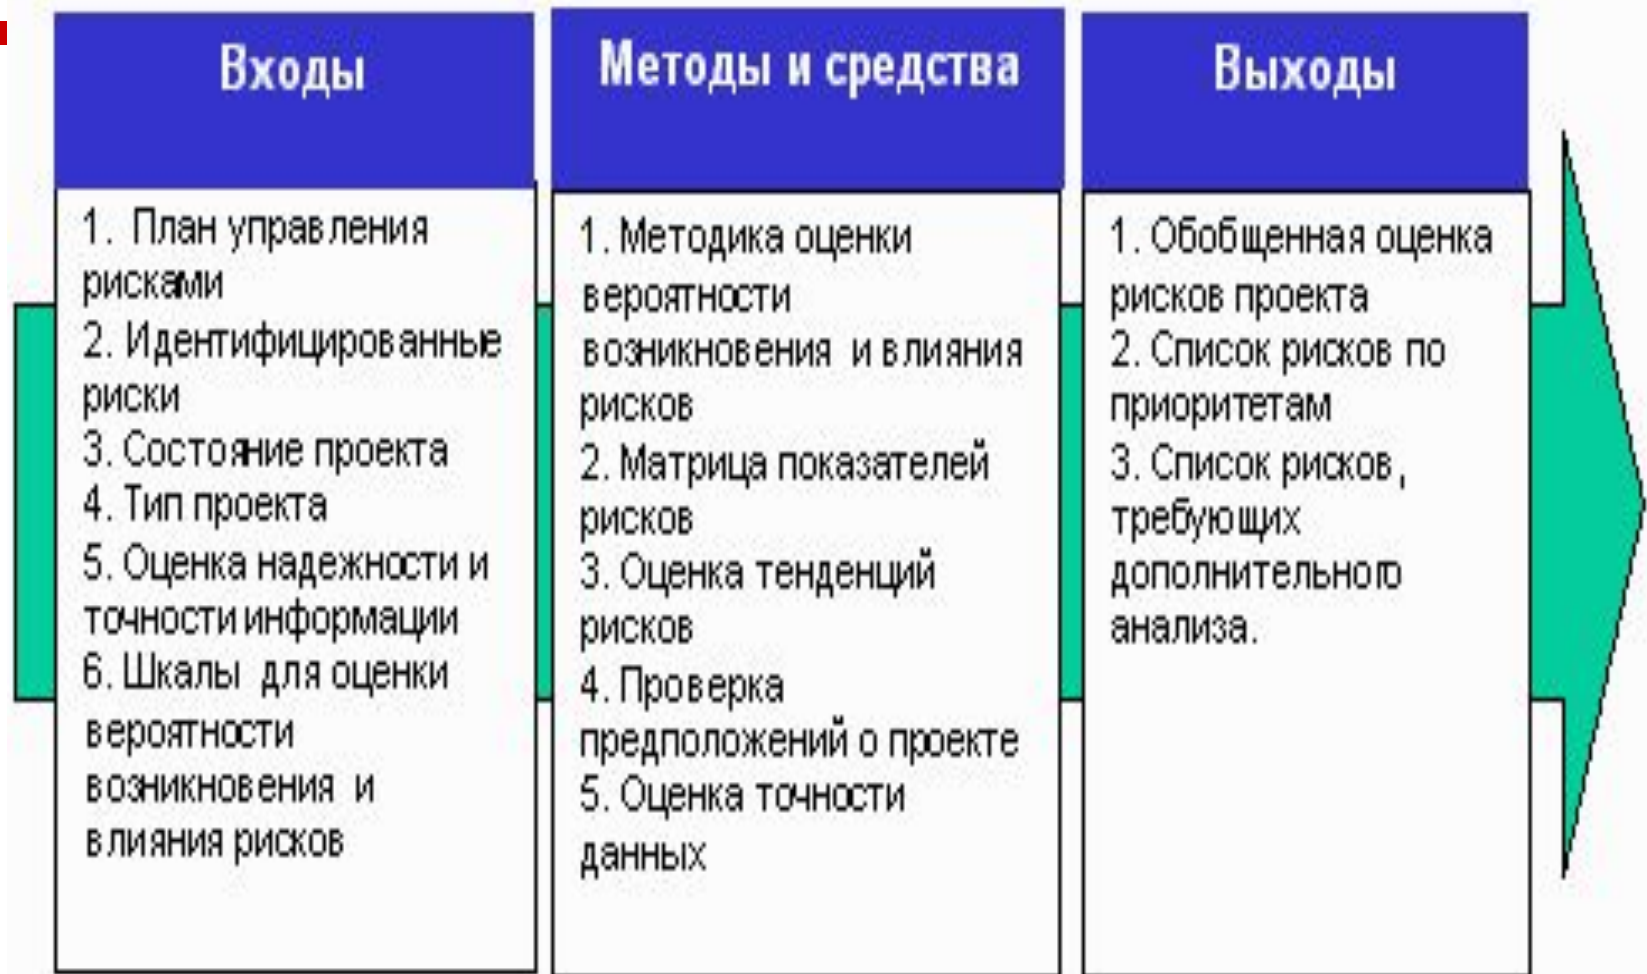 Входы
1. План управления
рисками
2. Идентифицированные
риски
3. Состояние проекта
4. Тип проекта
5. Оценка надежности и
точности информации
6. Шкалы для оценки
вероятности
возникновения и
влияния рисков
Методы и средства
1. Методика оценки
вероятности
возникновения и влияния
рисков
2. Матрица показателей
рисков
3. Оценка тенденций
рисков
4. Проверка
предположений о проекте
5. Оценка точности
данных
Выходы
1. Обобщенная оценка
рисков проекта
2. Список рисков по
приоритетам
3. Список рисков,
требующих
дополнительного
анализа.